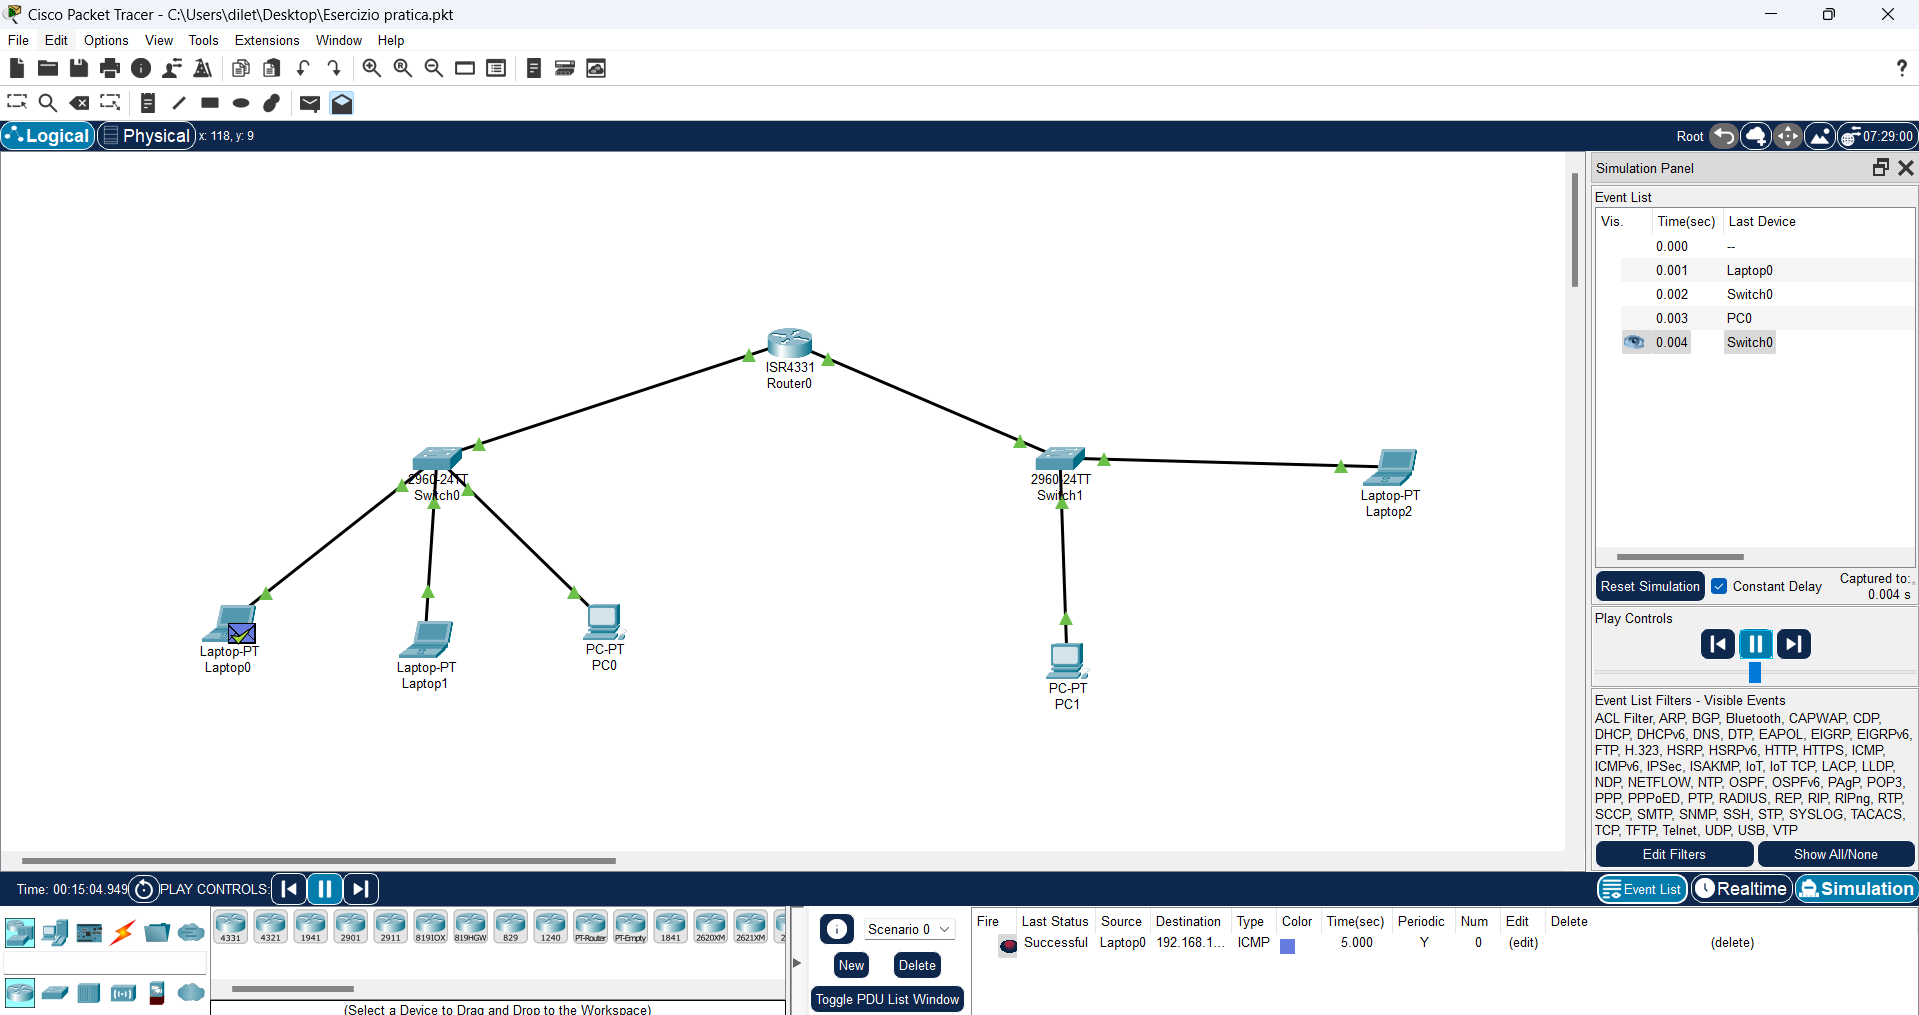 Cisco Packet Tracer - C:\Users\dilet\Desktop\Esercizio pratica.pkt
File Edit Options View Tools Extensions Window Help
?
Logical Physical x: 118, y: 9 Root 07:29:00
Simulation Panel
Event List
Vis. Time(sec) Last Device
0.000 --
0.001 Laptop0
0.002 Switch0
0.003 PC0
0.004 Switch0
ISR4331
Router0
2960-24TT
Switch0
2960-24TT
Switch1
Laptop-PT
Laptop2
Laptop-PT
Laptop0
Laptop-PT
Laptop1
PC-PT
PC0
PC-PT
PC1
Reset Simulation Constant Delay Captured to:
0.004 s
Play Controls
Event List Filters - Visible Events
ACL Filter, ARP, BGP, Bluetooth, CAPWAP, CDP,
DHCP, DHCPv6, DNS, DTP, EAPOL, EIGRP, EIGRPv6,
FTP, H.323, HSRP, HSRPv6, HTTP, HTTPS, ICMP,
ICMPv6, IPSec, ISAKMP, IoT, IoT TCP, LACP, LLDP,
NDP, NETFLOW, NTP, OSPF, OSPFv6, PAgP, POP3,
PPP, PPPoED, PTP, RADIUS, REP, RIP, RIPng, RTP,
SCCP, SMTP, SNMP, SSH, STP, SYSLOG, TACACS,
TCP, TFTP, Telnet, UDP, USB, VTP
Edit Filters Show All/None
Time: 00:15:04.949 PLAY CONTROLS: Event List Realtime Simulation
4331 4321 1941 2901 2911 819IOX 819HGW 829 1240 PT-Router PT-Empty 1841 2620XM 2621XM 2
(Select a Device to Drag and Drop to the Workspace)
Scenario 0
New Delete
Toggle PDU List Window
Fire Last Status Source Destination Type Color Time(sec) Periodic Num Edit Delete
Successful Laptop0 192.168.1... ICMP 5.000 Y 0 (edit) (delete)